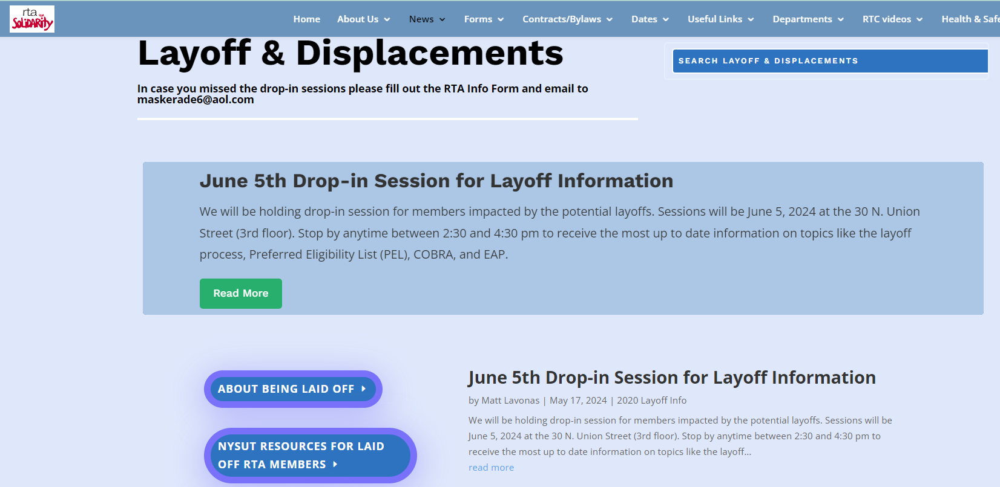 rta
SOLiDARity
Home About Us News Forms Contracts/Bylaws Dates Useful Links Departments RTC videos Health & Safe
Layoff & Displacements
SEARCH LAYOFF & DISPLACEMENTS
In case you missed the drop-in sessions please fill out the RTA Info Form and email to
maskerade6@aol.com
June 5th Drop-in Session for Layoff Information
We will be holding drop-in session for members impacted by the potential layoffs. Sessions will be June 5, 2024 at the 30 N. Union
Street (3rd floor). Stop by anytime between 2:30 and 4:30 pm to receive the most up to date information on topics like the layoff
process, Preferred Eligibility List (PEL), COBRA, and EAP.
Read More
ABOUT BEING LAID OFF
NYSUT RESOURCES FOR LAID
OFF RTA MEMBERS
June 5th Drop-in Session for Layoff Information
by Matt Lavonas | May 17, 2024 | 2020 Layoff Info
We will be holding drop-in session for members impacted by the potential layoffs. Sessions will be
June 5, 2024 at the 30 N. Union Street (3rd floor). Stop by anytime between 2:30 and 4:30 pm to
receive the most up to date information on topics like the layoff...
read more